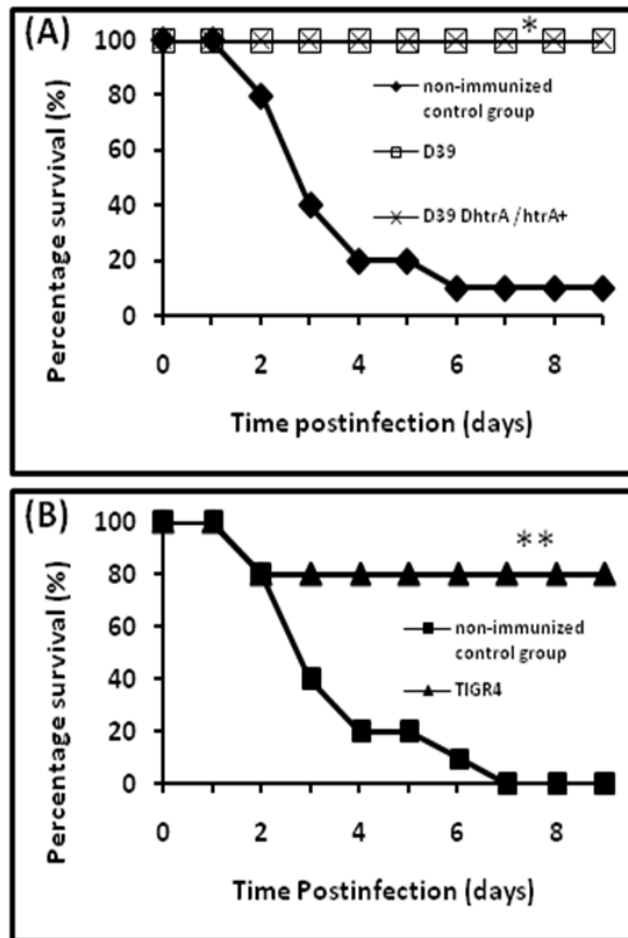 (A)
Percentage survival (%)
100
80
60
40
20
0
*
non-immunized
control group
D39
D39 DhtrA /htrA+
0 2 4 6 8
Time postinfection (days)
(B)
Percentage survival (%)
100
80
60
40
20
0
**
non-immunized
control group
TIGR4
0 2 4 6 8
Time Postinfection (days)